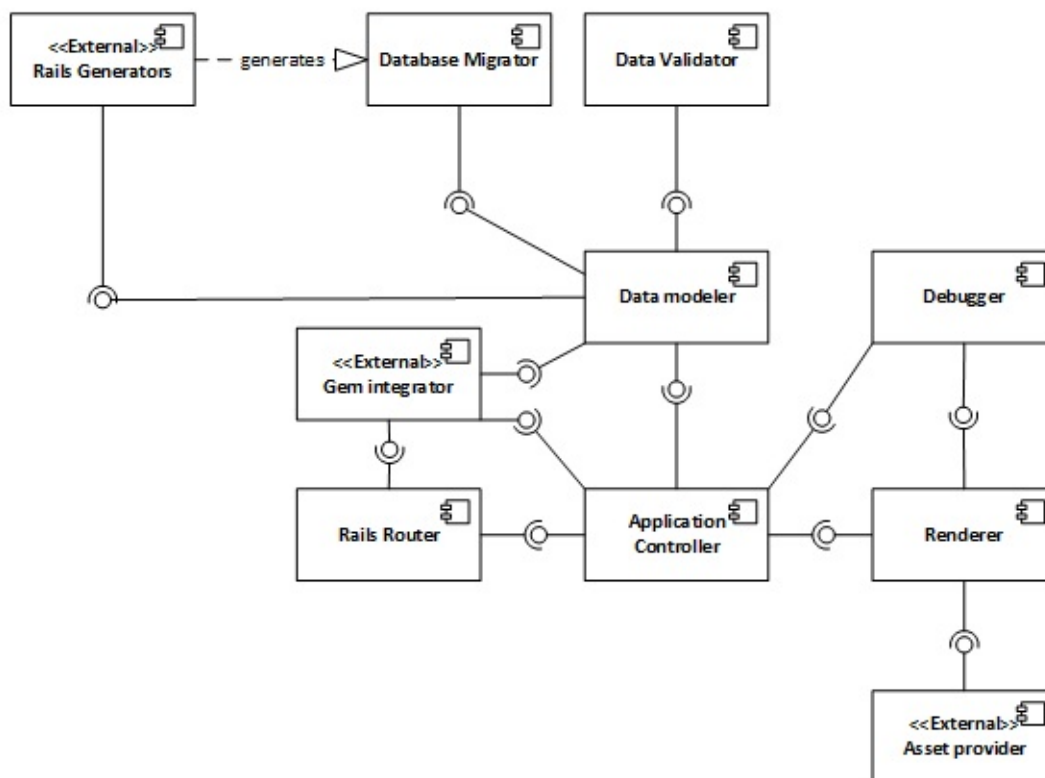 <<External>>
Rails Generators
generates
Database Migrator
Data Validator
Data modeler
Debugger
<<External>>
Gem integrator
Rails Router
Application
Controller
Renderer
<<External>>
Asset provider